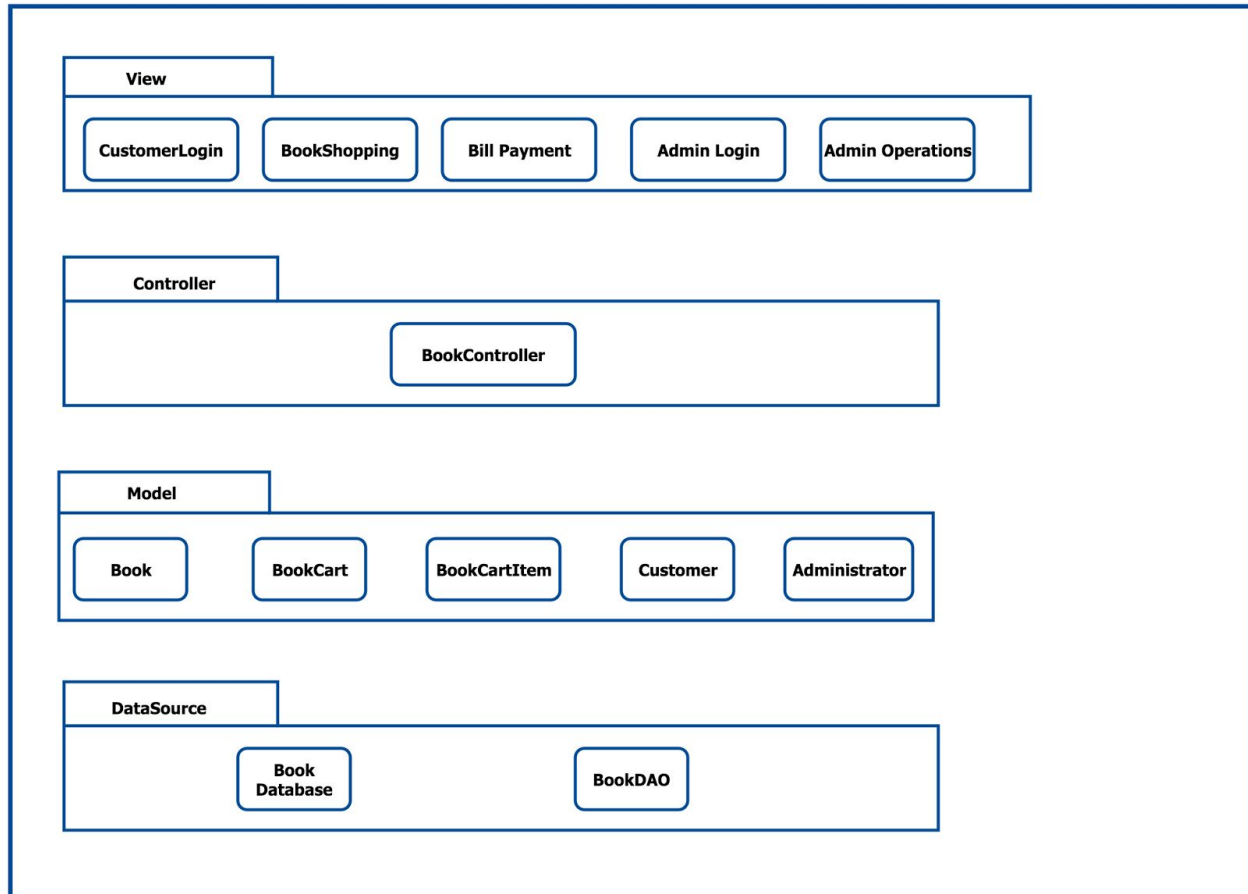 View
CustomerLogin
BookShopping
Bill Payment
Admin Login
Admin Operations
Controller
BookController
Model
Book
BookCart
BookCartItem
Customer
Administrator
DataSource
Book
Database
BookDAO